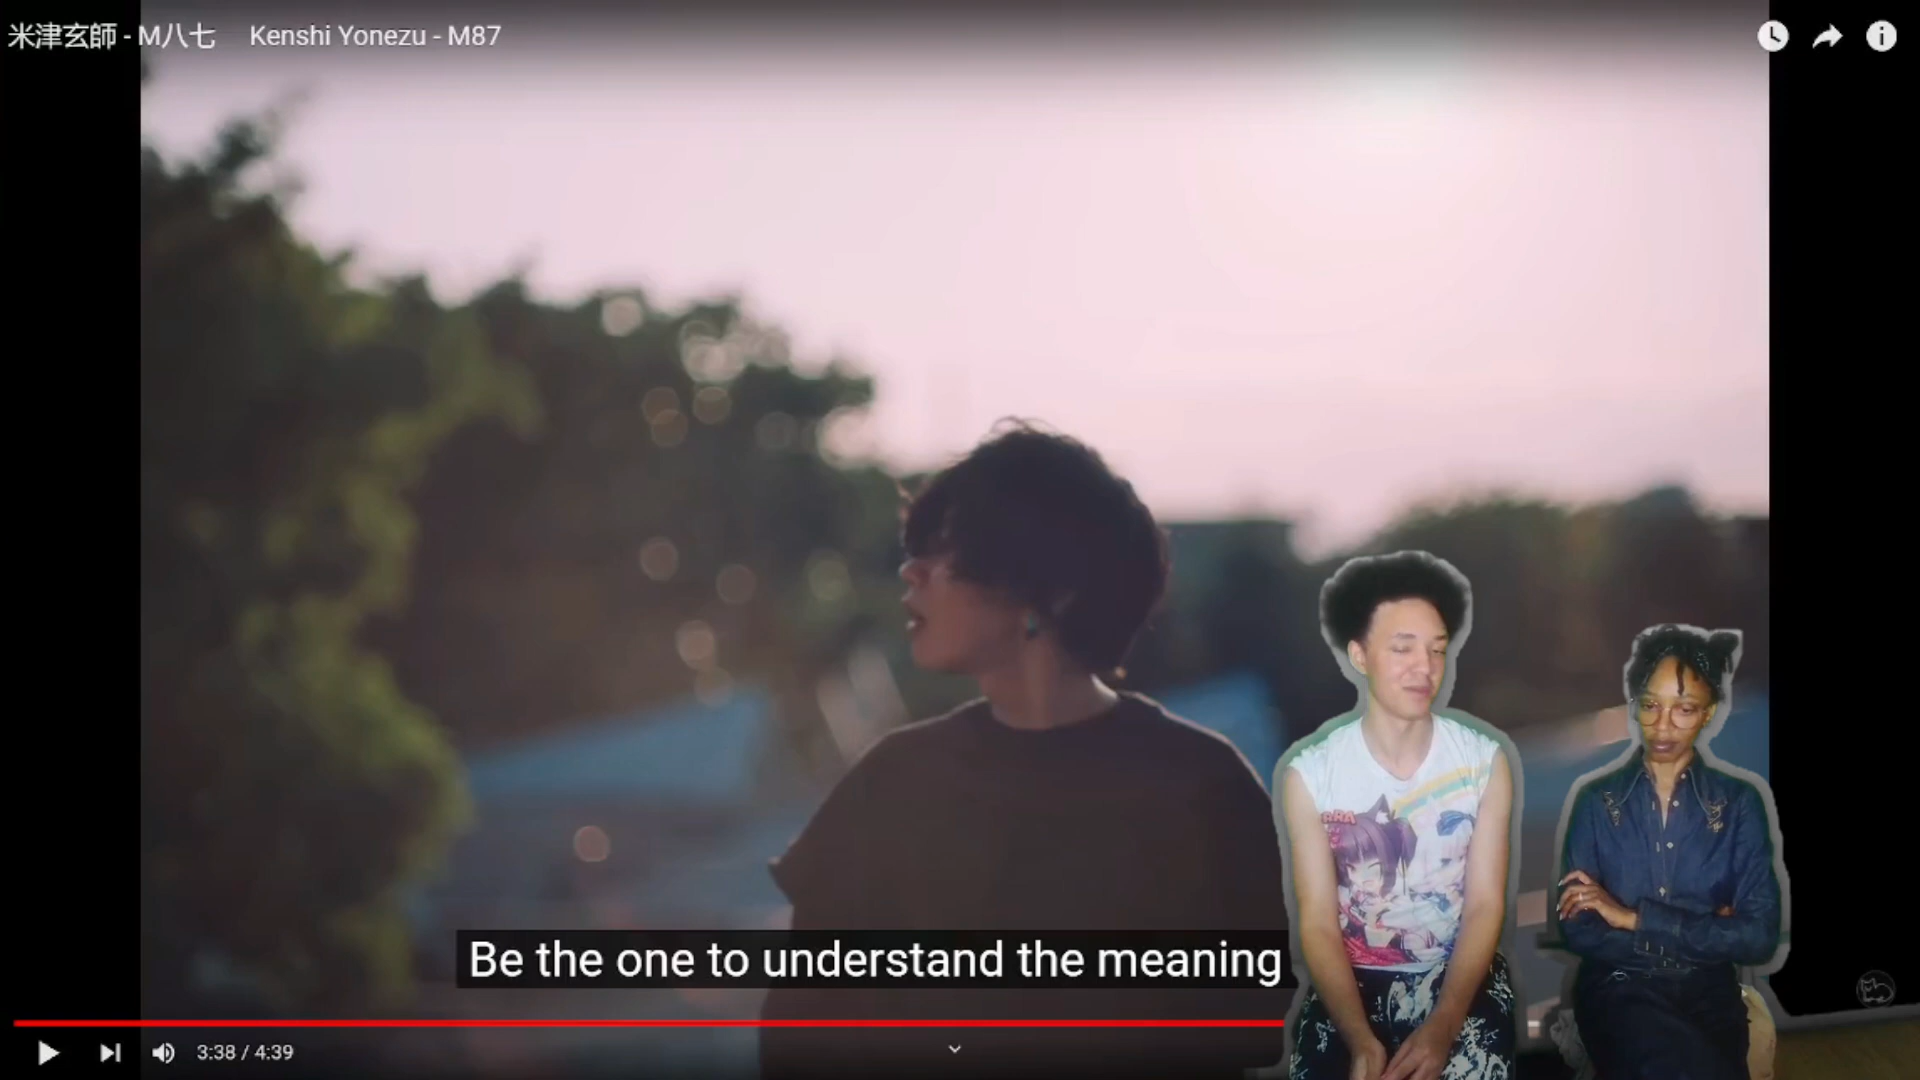 米津玄師 - M八七 Kenshi Yonezu - M87
Be the one to understand the meaning
3:38 / 4:39